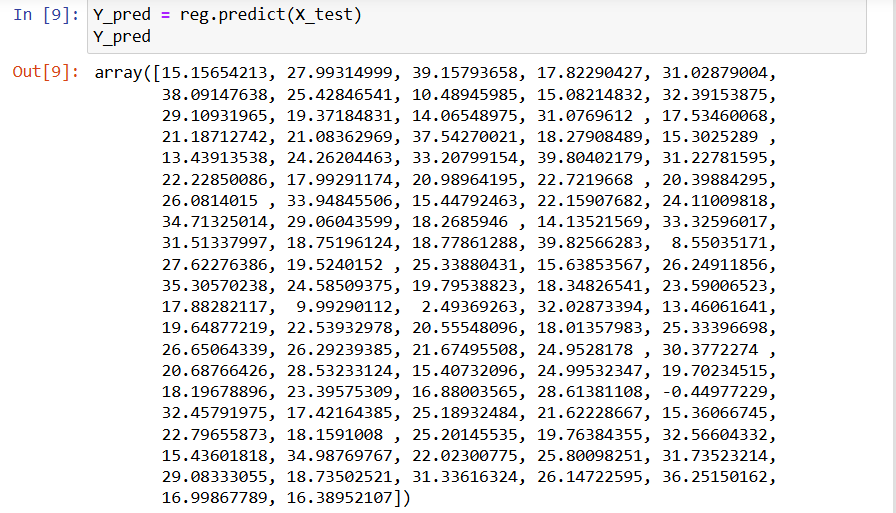 In [9]: Y_pred = reg.predict(X_test)
Y_pred
Out[9]: array([15.15654213, 27.99314999, 39.15793658, 17.82290427, 31.02879004,
38.09147638, 25.42846541, 10.48945985, 15.08214832, 32.39153875,
29.10931965, 19.37184831, 14.06548975, 31.0769612 , 17.53460068,
21.18712742, 21.08362969, 37.54270021, 18.27908489, 15.3025289 ,
13.43913538, 24.26204463, 33.20799154, 39.80402179, 31.22781595,
22.22850086, 17.99291174, 20.98964195, 22.7219668 , 20.39884295,
26.0814015 , 33.94845506, 15.44792463, 22.15907682, 24.11009818,
34.71325014, 29.06043599, 18.2685946 , 14.13521569, 33.32596017,
31.51337997, 18.75196124, 18.77861288, 39.82566283,  8.55035171,
27.62276386, 19.5240152 , 25.33880431, 15.63853567, 26.24911856,
35.30570238, 24.58509375, 19.79538823, 18.34826541, 23.59006523,
17.88282117,  9.99290112,  2.49369263, 32.02873394, 13.46061641,
19.64877219, 22.53932978, 20.55548096, 18.01357983, 25.33396698,
26.65064339, 26.29239385, 21.67495508, 24.9528178 , 30.3772274 ,
20.68766426, 28.53233124, 15.40732096, 24.99532347, 19.70234515,
18.19678896, 23.39575309, 16.88003565, 28.61381108, -0.44977229,
32.45791975, 17.42164385, 25.18932484, 21.62228667, 15.36066745,
22.79655873, 18.1591008 , 25.20145535, 19.76384355, 32.56604332,
15.43601818, 34.98769767, 22.02300775, 25.80098251, 31.73523214,
29.08333055, 18.73502521, 31.33616324, 26.14722595, 36.25150162,
16.99867789, 16.38952107])